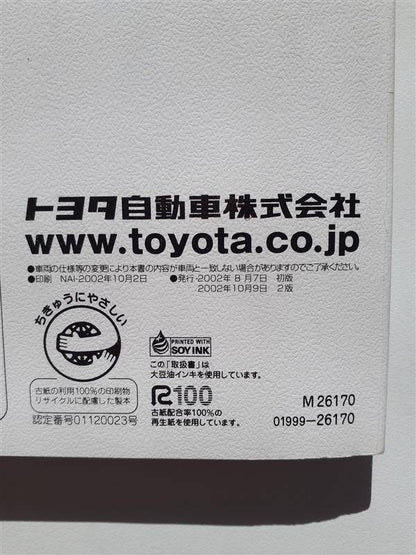 トヨタ自動車株式会社
www.toyota.co.jp
●車両の仕様等の変更により本書の内容が車両と一致しない場合がありますのでご了承ください。
●印刷 NAI-2002年10月2日 ●発行-2002年 8月7日 初版
2002年10月9日 2版
ちきゅうにやさしい
古紙の利用100%の印刷物
リサイクルに配慮した製本
認定番号01120023号
PRINTED WITH
SOY INK
この「取扱書」は
大豆油インキを使用しています。
R100
古紙配合率100%の
再生紙を使用しています。
M 26170
01999-26170